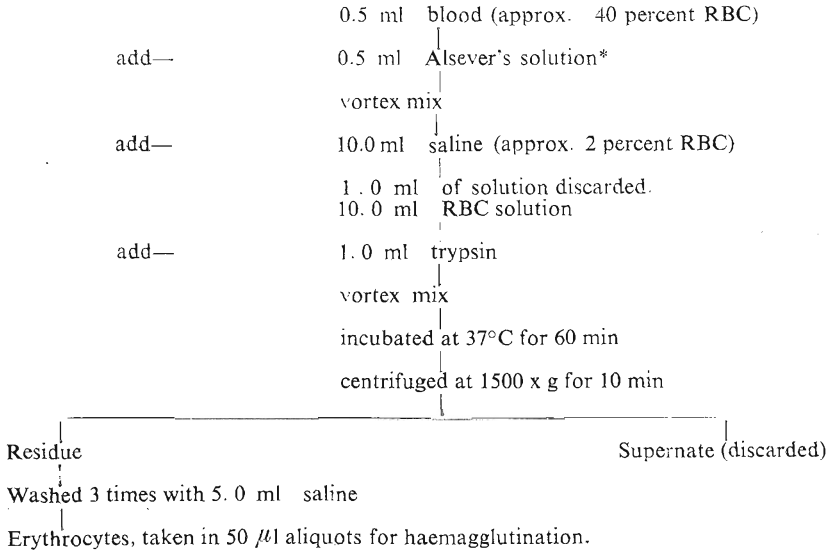 0.5 ml blood (approx. 40 percent RBC)
add— 0.5 ml Alsever's solution*
vortex mix
add— 10.0 ml saline (approx. 2 percent RBC)
1.0 ml of solution discarded.
10.0 ml RBC solution
add— 1.0 ml trypsin
vortex mix
incubated at 37°C for 60 min
centrifuged at 1500 x g for 10 min
Residue Supernate (discarded)
Washed 3 times with 5.0 ml saline
Erythrocytes, taken in 50 μl aliquots for haemagglutination.